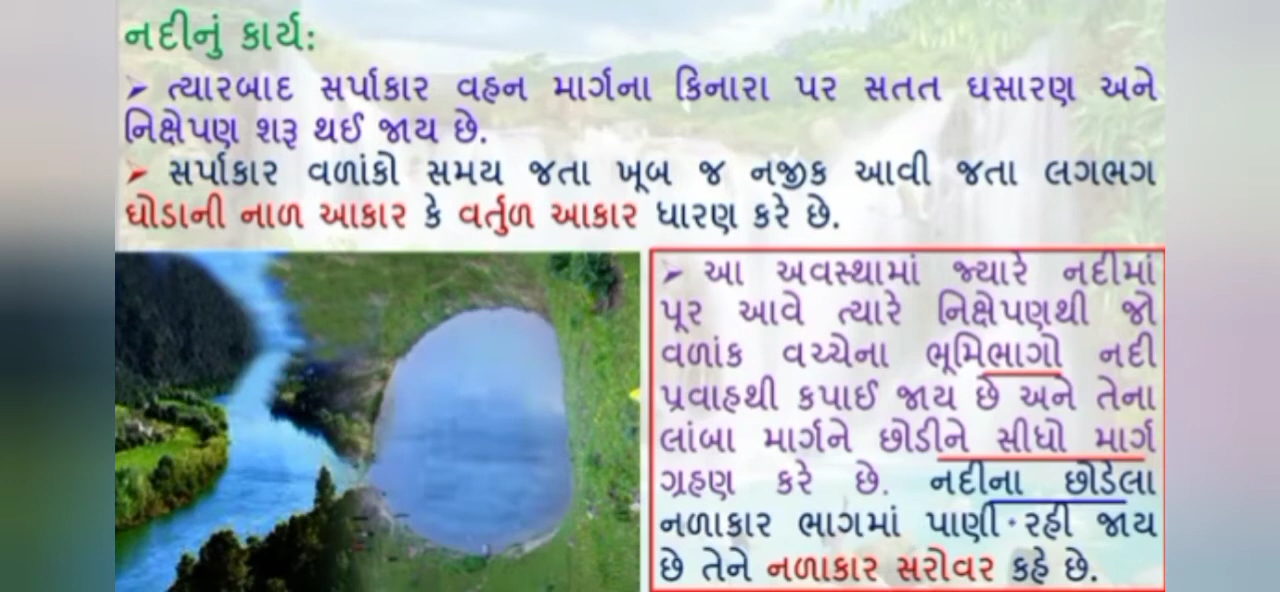 નદીનું કાર્ય:
➢ ત્યારબાદ સર્પાકાર વહન માર્ગના કિનારા પર સતત ઘસારણ અને
નિક્ષેપણ શરૂ થઈ જાય છે.
➢ સર્પાકાર વળાંકો સમય જતા ખૂબ જ નજીક આવી જતા લગભગ
ઘોડાની નાળ આકાર કે વર્તુળ આકાર ધારણ કરે છે.
➢ આ અવસ્થામાં જ્યારે નદીમાં
પૂર આવે ત્યારે નિક્ષેપણથી જો
વળાંક વચ્ચેના ભૂમિભાગો નદી
પ્રવાહથી કપાઈ જાય છે અને તેના
લાંબા માર્ગને છોડીને સીધો માર્ગ
ગ્રહણ કરે છે. નદીના છોડેલા
નળાકાર ભાગમાં પાણી રહી જાય
છે તેને નળાકાર સરોવર કહે છે.